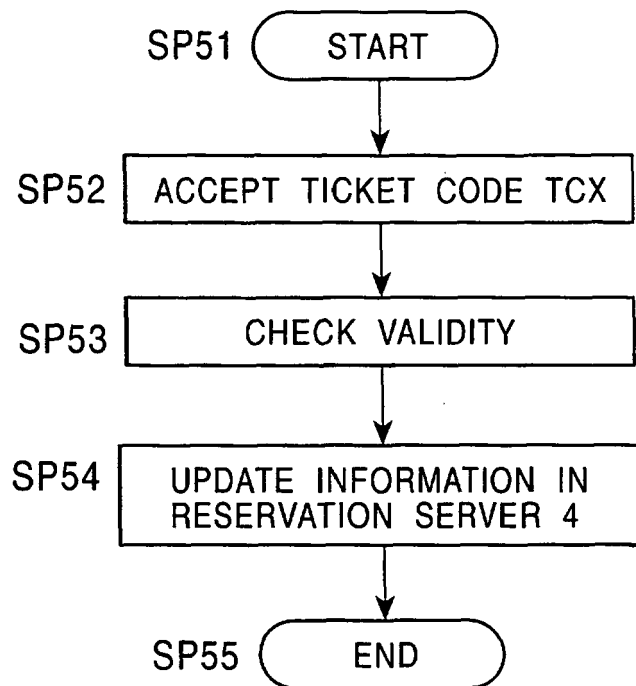 SP51 START
SP52 ACCEPT TICKET CODE TCX
SP53 CHECK VALIDITY
SP54 UPDATE INFORMATION IN
RESERVATION SERVER 4
SP55 END